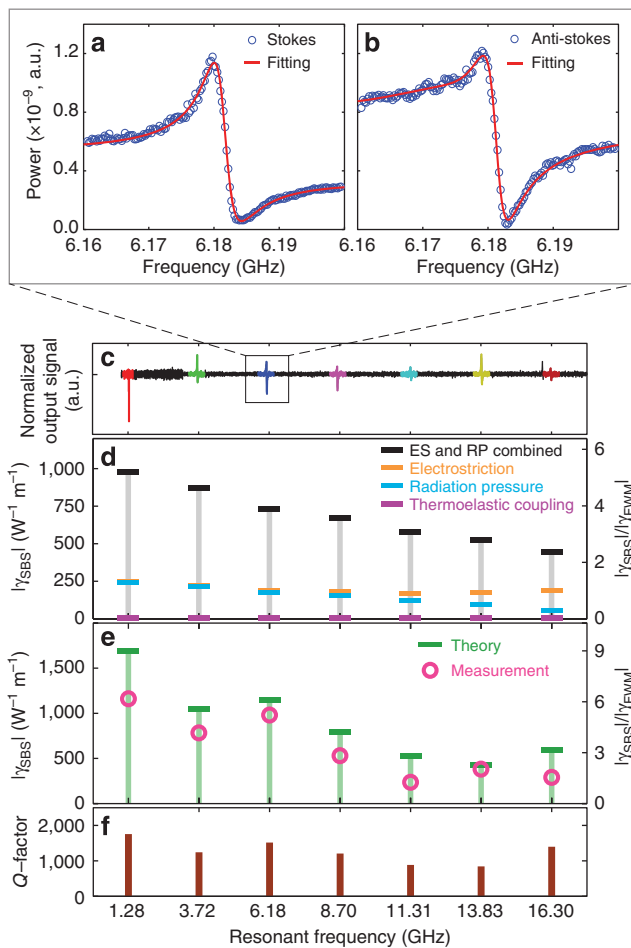 a
Stokes
Fitting
b
Anti-stokes
Fitting
Power (×10⁻⁹, a.u.)
1.2
0.8
0.4
0.0
6.16 6.17 6.18 6.19
6.16 6.17 6.18 6.19
Frequency (GHz)
Frequency (GHz)
c
Normalized
output signal
(a.u.)
d
ES and RP combined
Electrostriction
Radiation pressure
Thermoelastic coupling
|γSBS| (W⁻¹ m⁻¹)
1,000
750
500
250
0
6
4
2
0
|γSBS|/|γFWM|
e
Theory
Measurement
|γSBS| (W⁻¹ m⁻¹)
1,500
1,000
500
0
9
6
3
0
|γSBS|/|γFWM|
f
Q–factor
2,000
1,000
0
1.28 3.72 6.18 8.70 11.31 13.83 16.30
Resonant frequency (GHz)